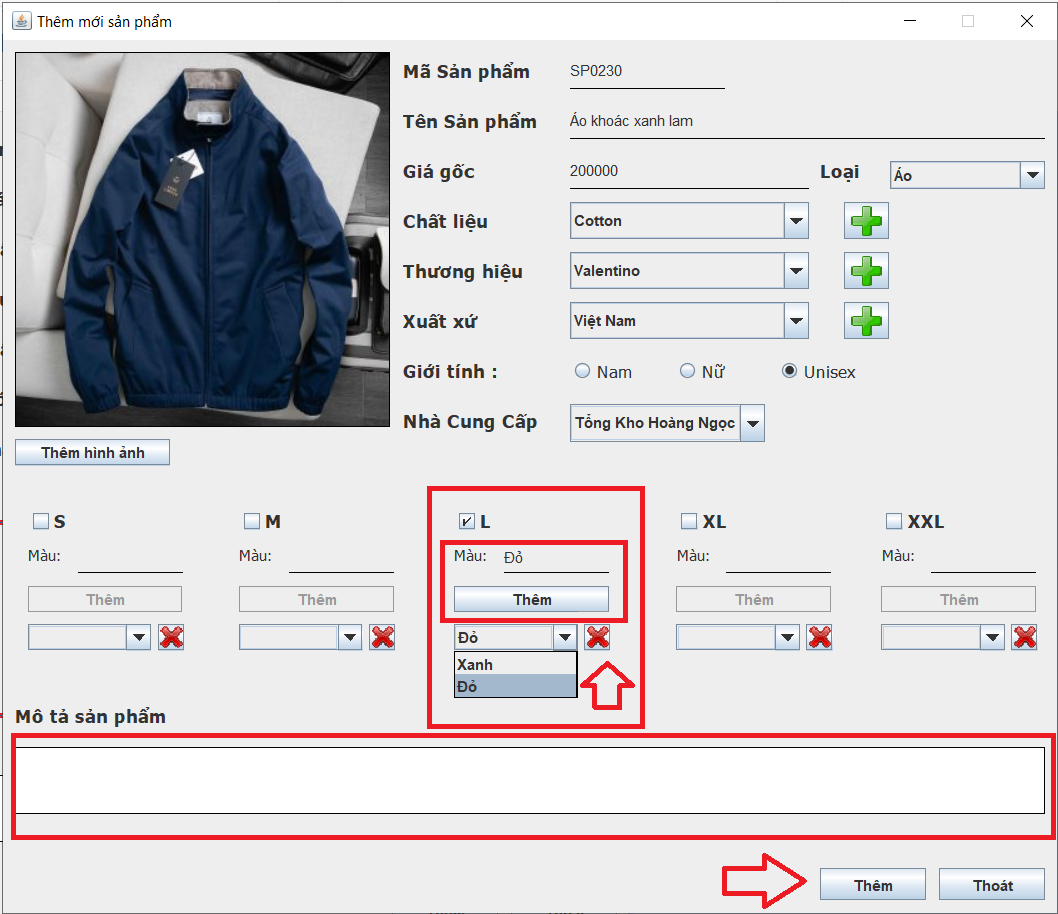 Thêm mới sản phẩm
Mã Sản phẩm SP0230
Tên Sản phẩm Áo khoác xanh lam
Giá gốc 200000 Loại Áo
Chất liệu Cotton
Thương hiệu Valentino
Xuất xứ Việt Nam
Giới tính : Nam Nữ Unisex
Nhà Cung Cấp Tổng Kho Hoàng Ngọc
Thêm hình ảnh
S M L XL XXL
Màu: Màu: Màu: Đỏ Màu: Màu:
Thêm Thêm Thêm Thêm Thêm
Đỏ
Xanh
Đỏ
Mô tả sản phẩm
Thêm Thoát